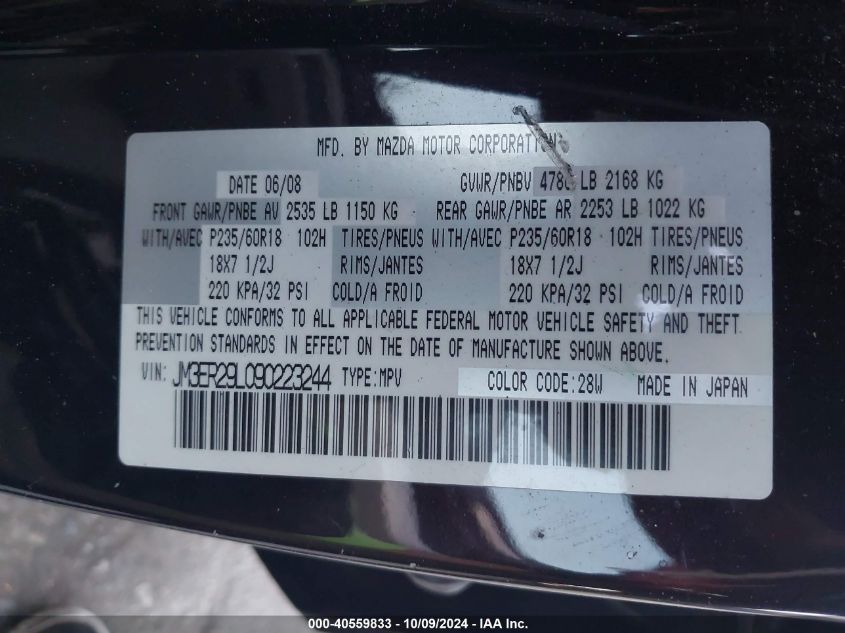 MFD. BY MAZDA MOTOR CORPORATION
DATE 06/08 GVWR/PNBV LB 2168 KG
FRONT GAWR/PNBE AV 2535 LB 1150 KG REAR GAWR/PNBE AR 2253 LB 1022 KG
WITH/AVEC P235/60R18 102H TIRES/PNEUS WITH/AVEC P235/60R18 102H TIRES/PNEUS
18X7 1/2J RIMS/JANTES 18X7 1/2J RIMS/JANTES
220 KPA/32 PSI COLD/A FROID 220 KPA/32 PSI COLD/A FROID
THIS VEHICLE CONFORMS TO ALL APPLICABLE FEDERAL MOTOR VEHICLE SAFETY AND THEFT
PREVENTION STANDARDS IN EFFECT ON THE DATE OF MANUFACTURE SHOWN ABOVE.
VIN: JM3ER29L090223244 TYPE:MPV COLOR CODE:28W MADE IN JAPAN
000-40559833 - 10/09/2024 - IAA Inc.